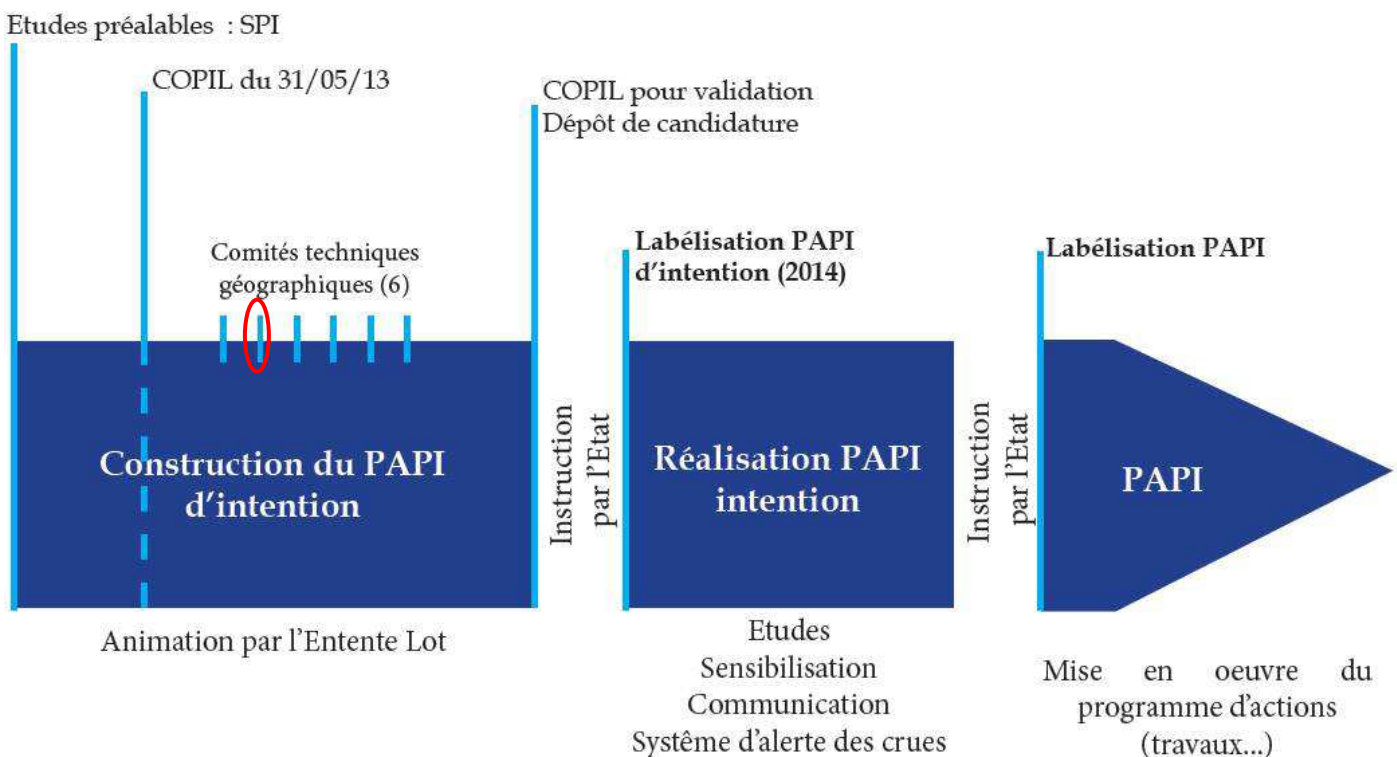 Etudes préalables : SPI
COPIL du 31/05/13
COPIL pour validation
Dépôt de candidature
Comités techniques
géographiques (6)
Labélisation PAPI
d'intention (2014)
Labélisation PAPI
Construction du PAPI
d'intention
Instruction
par l'Etat
Réalisation PAPI
intention
Instruction
par l'Etat
PAPI
Animation par l'Entente Lot
Etudes
Sensibilisation
Communication
Système d'alerte des crues
Mise en oeuvre du
programme d'actions
(travaux...)